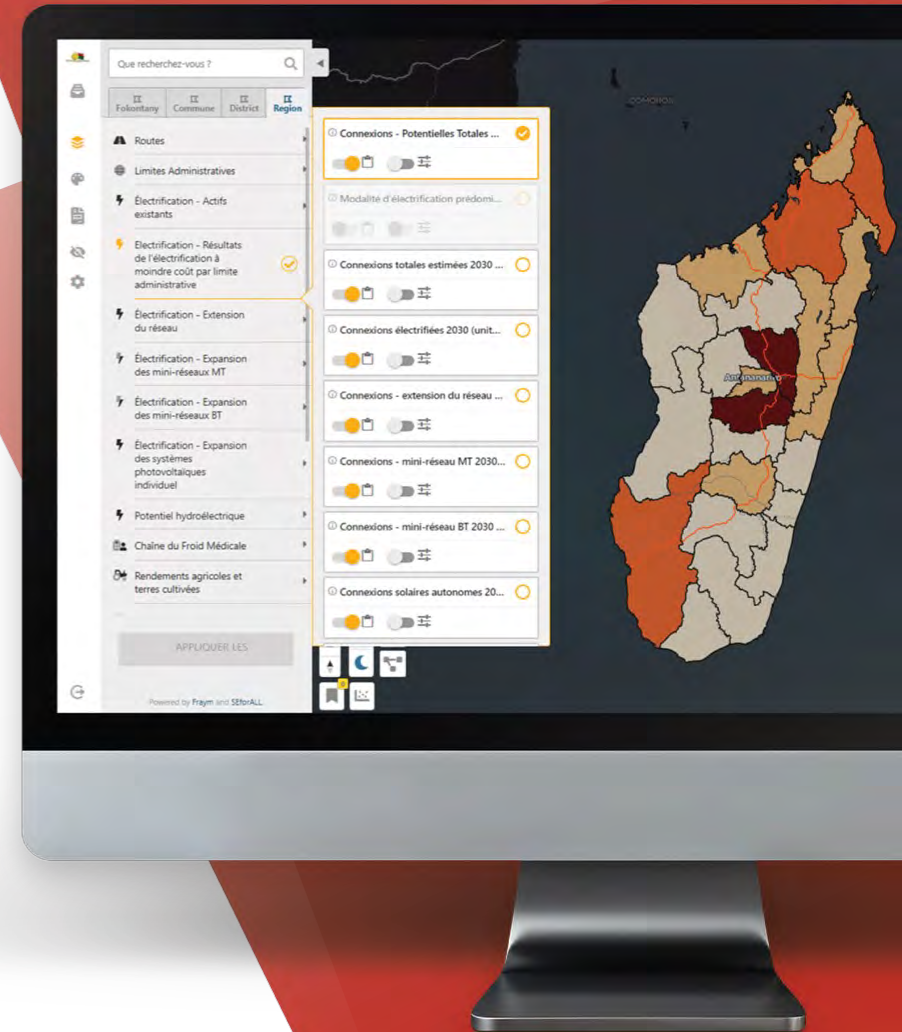 Que recherchez-vous ?
Fokontany
Commune
District
Region
Routes
Limites Administratives
Électrification - Actifs
existants
Electrification - Résultats
de l'électrification à
moindre coût par limite
administrative
Électrification - Extension
du réseau
Électrification - Expansion
des mini-réseaux MT
Électrification - Expansion
des mini-réseaux BT
Électrification - Expansion
des systèmes
photovoltaïques
individuel
Potentiel hydroélectrique
Chaîne du Froid Médicale
Rendements agricoles et
terres cultivées
APPLIQUER LES
Powered by Fraym and SEforALL
Connexions - Potentielles Totales ...
Modalité d'électrification prédomi...
Connexions totales estimées 2030 ...
Connexions électrifiées 2030 (unit...
Connexions - extension du réseau ...
Connexions - mini-réseau MT 2030...
Connexions - mini-réseau BT 2030 ...
Connexions solaires autonomes 20...
COMOROS
Antananarivo